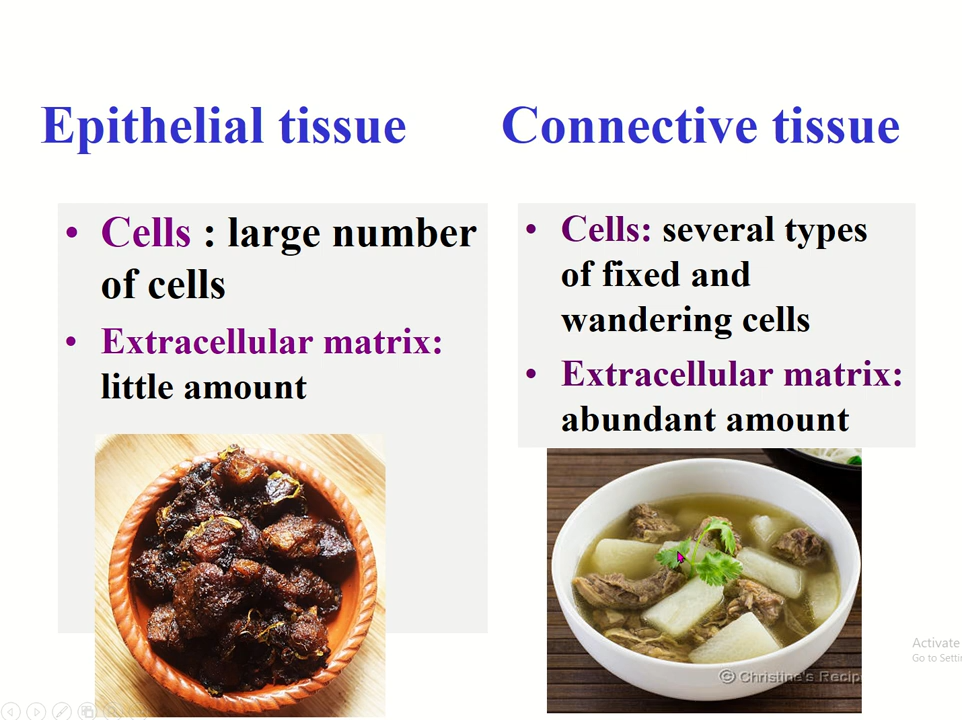 Epithelial tissue
Connective tissue
• Cells : large number
of cells
• Extracellular matrix:
little amount
• Cells: several types
of fixed and
wandering cells
• Extracellular matrix:
abundant amount
© Christine's Recip
Activate
Go to Setti